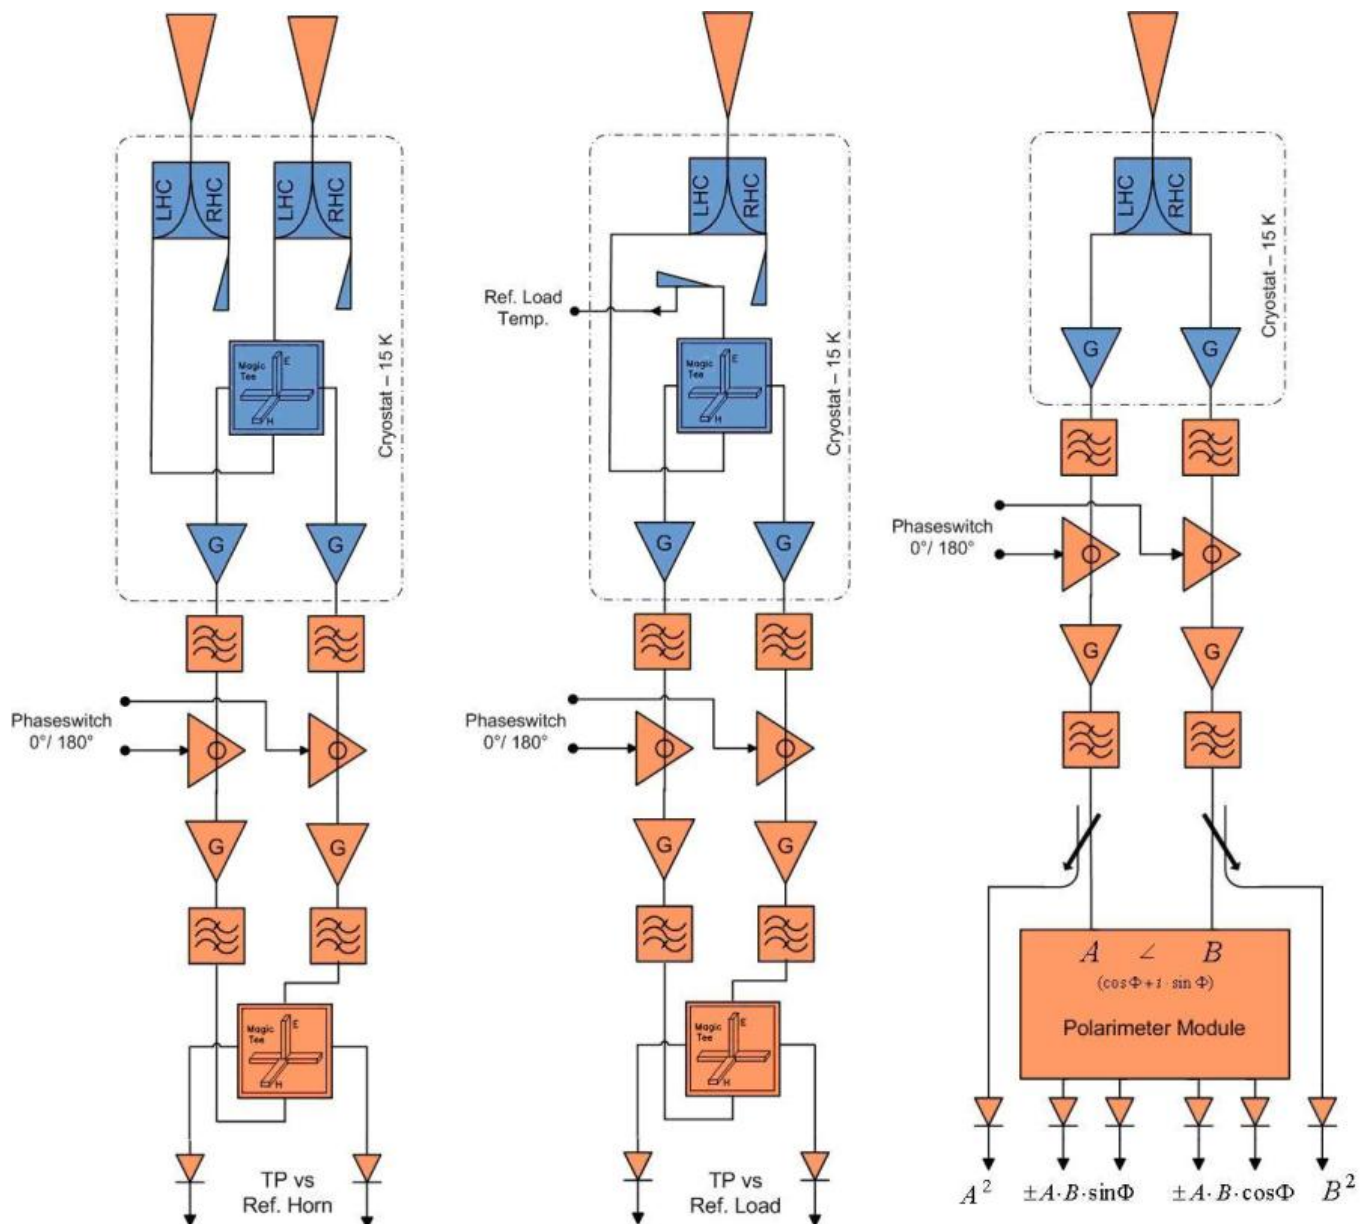 LHC
RHC
LHC
RHC
Magic
Tee
E
H
Cryostat – 15 K
G
G
Phaseswitch
0°/ 180°
G
G
Magic
Tee
E
H
TP vs
Ref. Horn
LHC
RHC
Ref. Load
Temp.
Magic
Tee
E
H
Cryostat – 15 K
G
G
Phaseswitch
0°/ 180°
G
G
Magic
Tee
E
H
TP vs
Ref. Load
LHC
RHC
Cryostat – 15 K
G
G
Phaseswitch
0°/ 180°
G
G
A ∠ B
(cosΦ+i·sinΦ)
Polarimeter Module
A² ±A·B·sinΦ ±A·B·cosΦ B²